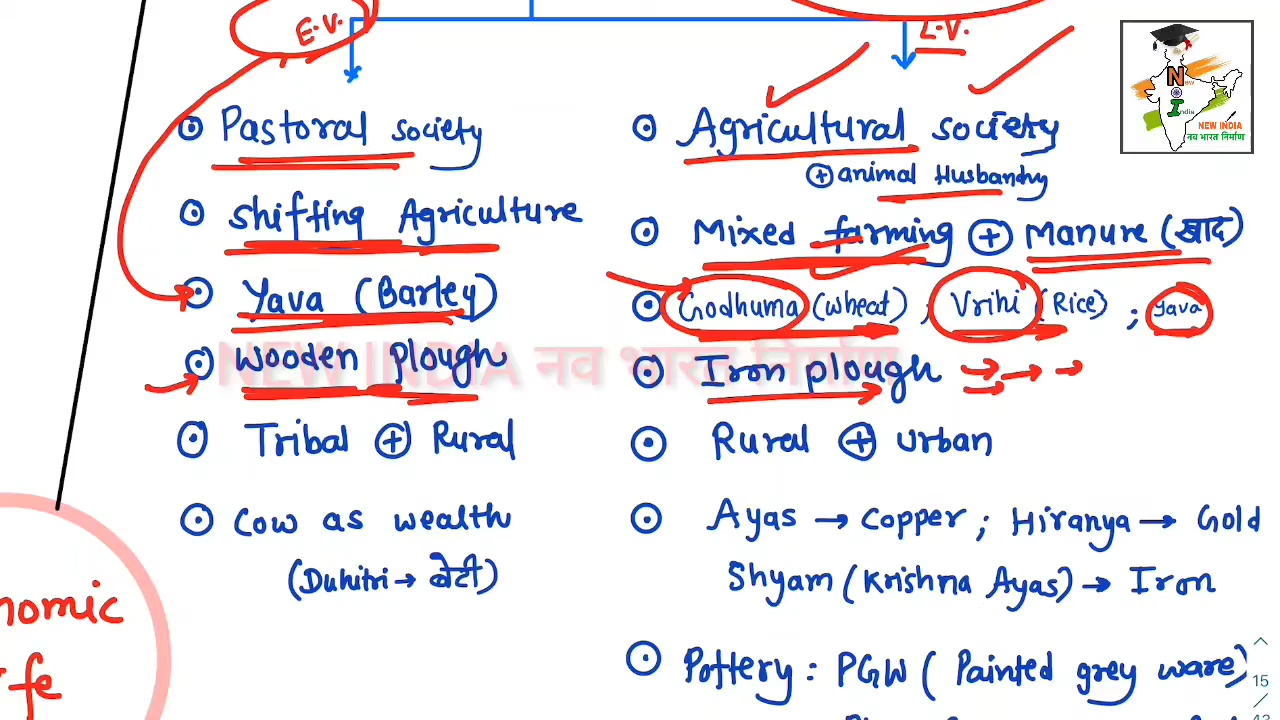 E.V.
L.V.
Pastoral society
Shifting Agriculture
Yava (Barley)
Wooden plough
Tribal + Rural
Cow as wealth
(Duhitri → बेटी)
Agricultural society
+ animal Husbandry
Mixed farming + Manure (खाद)
Godhuma (wheat), Vrihi (Rice) ; Yava
Iron plough → → →
Rural + Urban
Ayas → Copper ; Hiranya → Gold
Shyam (Krishna Ayas) → Iron
Pottery : PGW ( Painted grey ware)
nomic
fe
NEW INDIA नव भारत निर्माण
NEW INDIA
नव भारत निर्माण
15